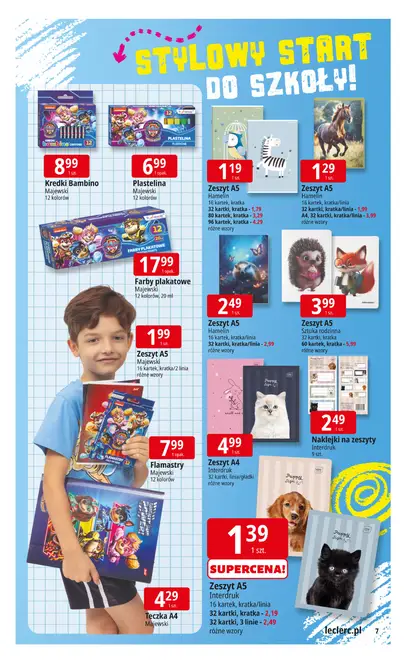 STYLOWY START
DO SZKOŁY!
8 99
1 szt.
Kredki Bambino
Majewski
12 kolorów
6 99
1 opak.
Plastelina
Majewski
12 kolorów
1 19
1 szt.
Zeszyt A5
Hamelin
16 kartek, kratka
32 kartki, kratka - 1,79
80 kartek, kratka - 3,29
96 kartek, kratka - 4,29
różne wzory
1 29
1 szt.
Zeszyt A5
Hamelin
16 kartek, kratka/linia
32 kartki, kratka/linia - 1,99
A4, 32 kartki, kratka/linia - 3,99
różne wzory
17 99
1 opak.
Farby plakatowe
Majewski
12 kolorów, 20 ml
2 49
1 szt.
Zeszyt A5
Hamelin
16 kartek, kratka/linia
32 kartki, kratka/linia - 2,99
różne wzory
3 99
1 szt.
Zeszyt A5
Sztuka rodzinna
32 kartki, kratka
60 kartek, kratka - 5,99
różne wzory
1 99
1 szt.
Zeszyt A5
Majewski
16 kartek, kratka/2 linia
różne wzory
4 99
1 szt.
Zeszyt A4
Interdruk
32 kartki, linia/gładki
różne wzory
2 49
1 szt.
Naklejki na zeszyty
Interdruk
9 szt.
7 99
1 opak.
Flamastry
Majewski
12 kolorów
1 39
1 szt.
SUPERCENA!
Zeszyt A5
Interdruk
16 kartek, kratka/linia
32 kartki, kratka - 2,19
32 kartki, 3 linie - 2,49
różne wzory
4 29
1 szt.
Teczka A4
Majewski
leclerc.pl 7